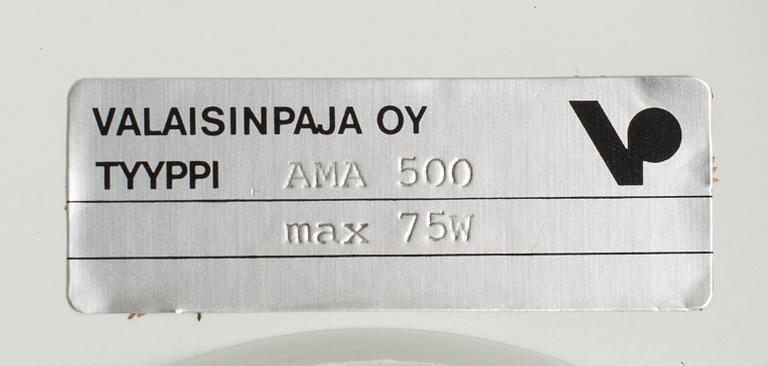 VALAISINPAJA OY
TYYPPI AMA 500
max 75W